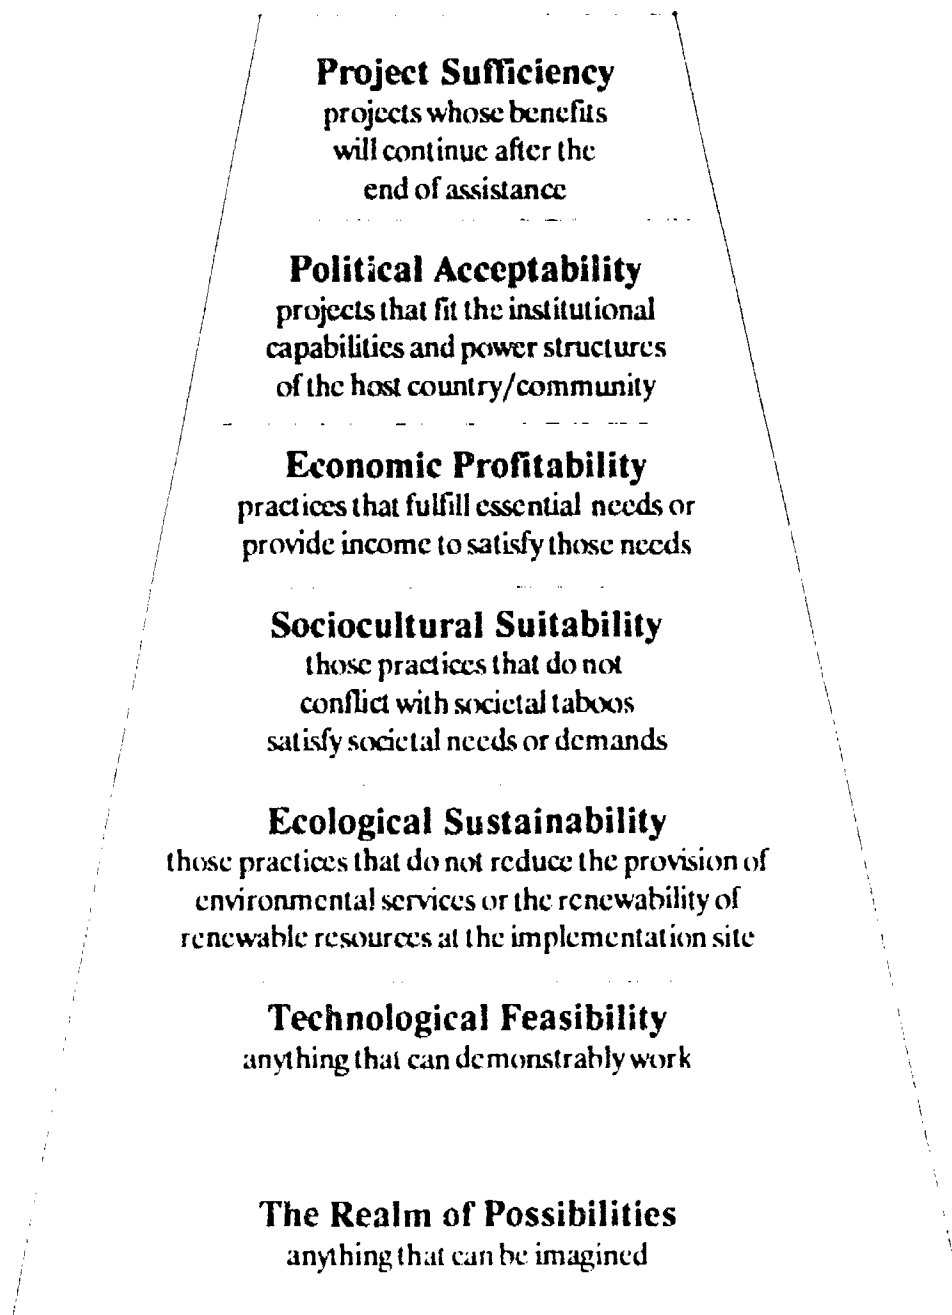 Project Sufficiency
projects whose benefits
will continue after the
end of assistance
Political Acceptability
projects that fit the institutional
capabilities and power structures
of the host country/community
Economic Profitability
practices that fulfill essential needs or
provide income to satisfy those needs
Sociocultural Suitability
those practices that do not
conflict with societal taboos
satisfy societal needs or demands
Ecological Sustainability
those practices that do not reduce the provision of
environmental services or the renewability of
renewable resources at the implementation site
Technological Feasibility
anything that can demonstrably work
The Realm of Possibilities
anything that can be imagined